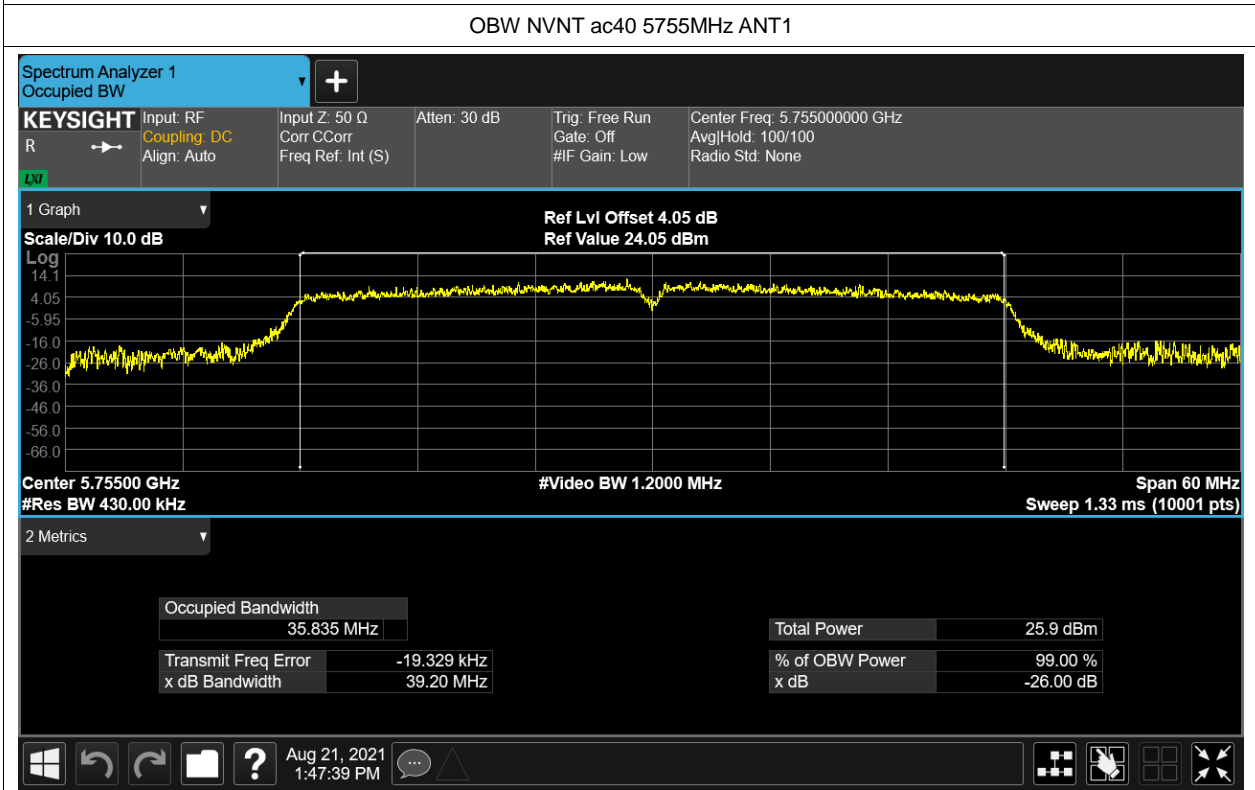 OBW NVNT ac40 5755MHz ANT1
Spectrum Analyzer 1
Occupied BW
KEYSIGHT
R
LXI
Input: RF
Coupling: DC
Align: Auto
Input Z: 50 Ω
Corr CCorr
Freq Ref: Int (S)
Atten: 30 dB
Trig: Free Run
Gate: Off
#IF Gain: Low
Center Freq: 5.755000000 GHz
Avg|Hold: 100/100
Radio Std: None
1 Graph
Scale/Div 10.0 dB
Ref Lvl Offset 4.05 dB
Ref Value 24.05 dBm
Log
14.1
4.05
-5.95
-16.0
-26.0
-36.0
-46.0
-56.0
-66.0
Center 5.75500 GHz
#Res BW 430.00 kHz
#Video BW 1.2000 MHz
Span 60 MHz
Sweep 1.33 ms (10001 pts)
2 Metrics
Occupied Bandwidth
35.835 MHz
Transmit Freq Error -19.329 kHz
x dB Bandwidth 39.20 MHz
Total Power 25.9 dBm
% of OBW Power 99.00 %
x dB -26.00 dB
?
Aug 21, 2021
1:47:39 PM